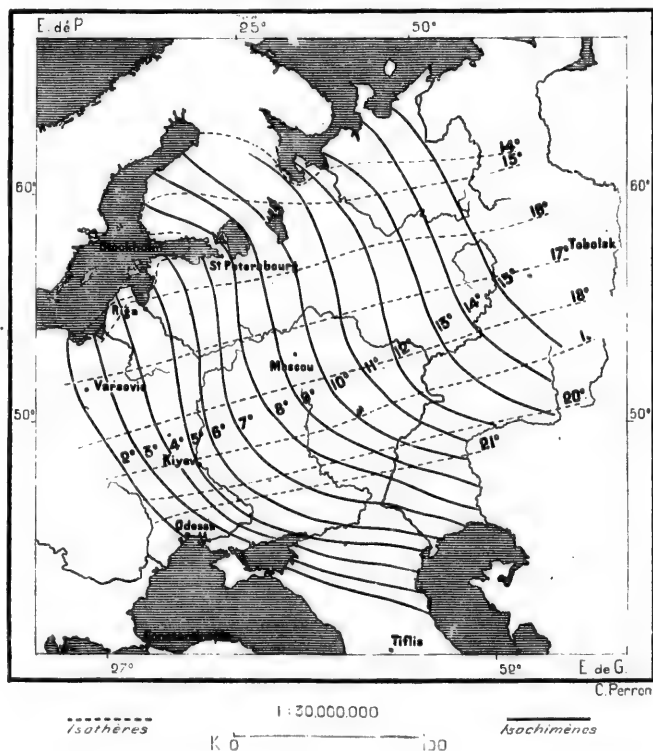 E. de P. 25° 50°
14°
15°
60° 60°
16°
Stockholm
17° Tobolsk
St Petersbourg
15° 18°
14°
Riga 13°
12°
Moscou 11°
10°
Varsovie 9° 20°
8°
50° 7° 50°
6° 21°
2° 3° 4° 5°
Kiyev
Odessa
Tiflis
27° 52° E. de G.
C. Perron
1:30.000.000
Isothères Isochimènes
K 0